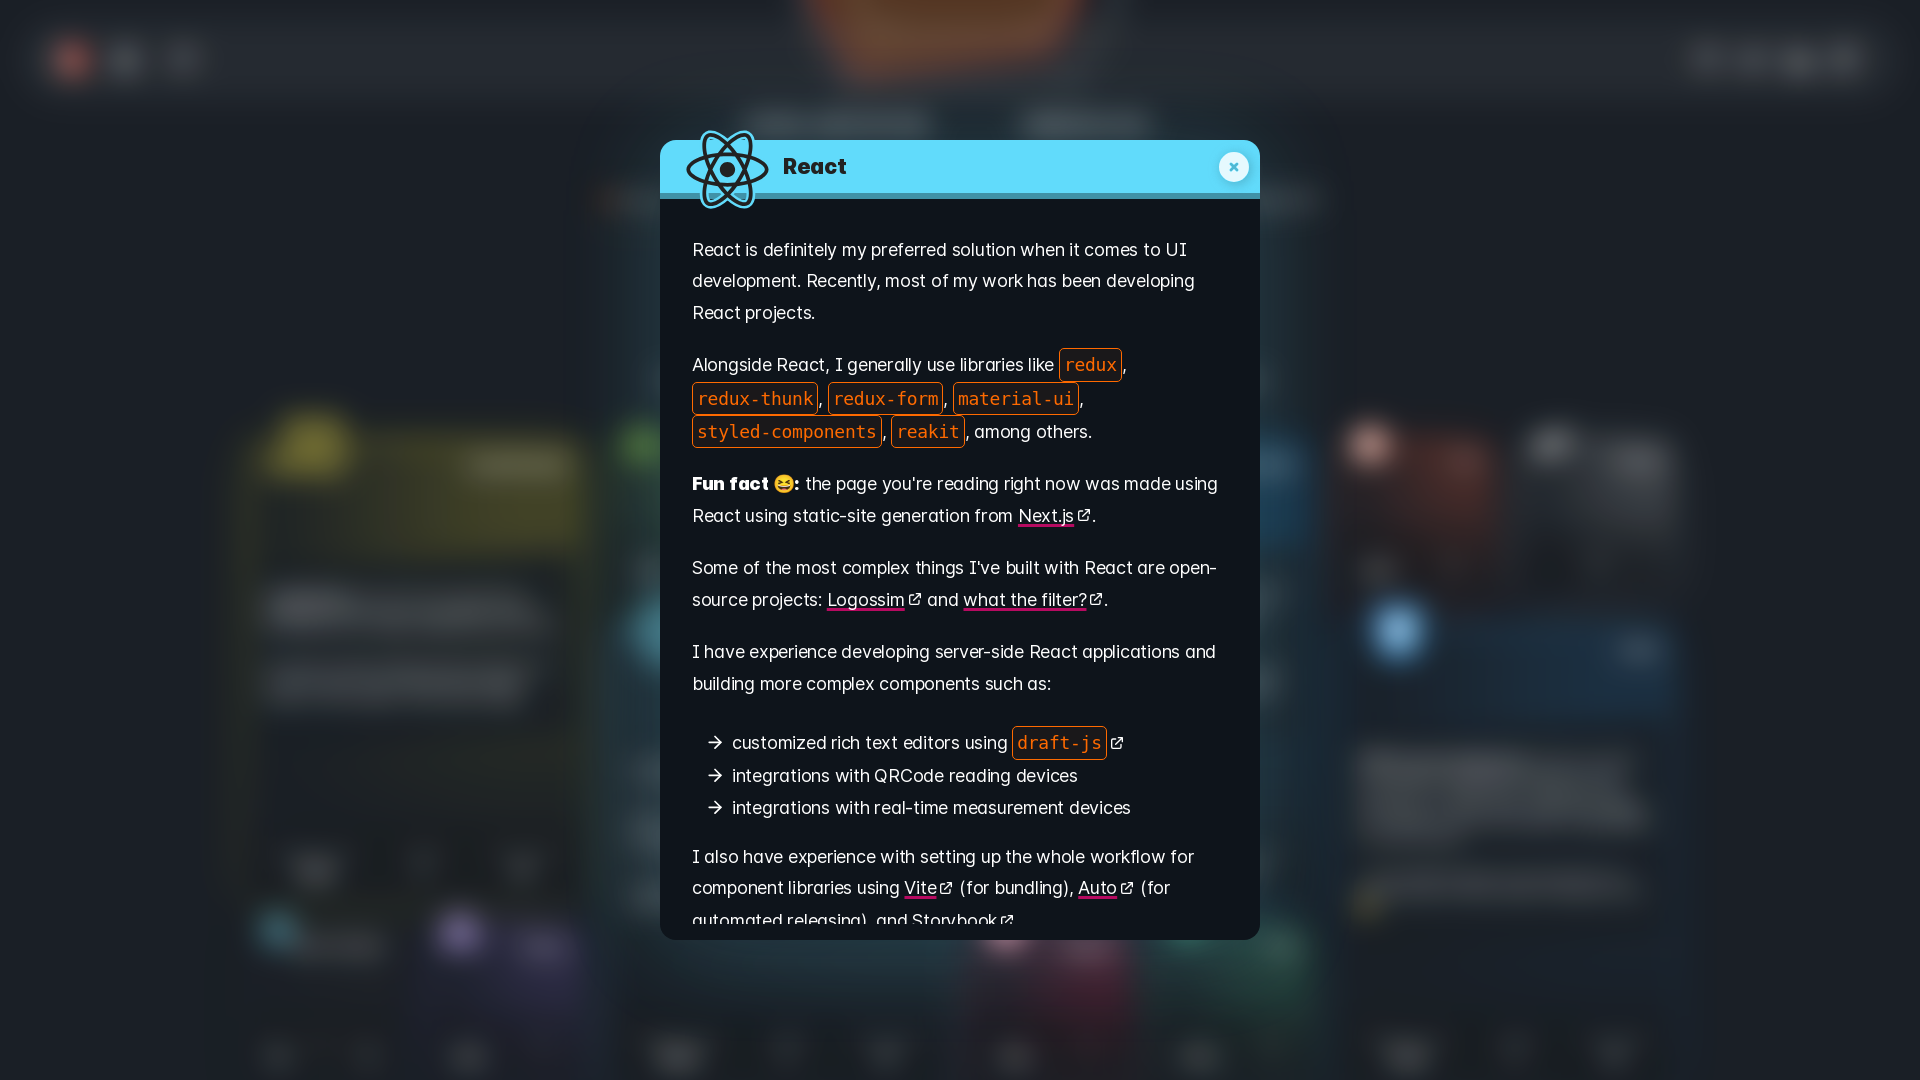 React
React is definitely my preferred solution when it comes to UI
development. Recently, most of my work has been developing
React projects.
Alongside React, I generally use libraries like redux,
redux-thunk, redux-form, material-ui,
styled-components, reakit, among others.
Fun fact 😆: the page you're reading right now was made using
React using static-site generation from Next.js.
Some of the most complex things I've built with React are open-
source projects: Logossim and what the filter?.
I have experience developing server-side React applications and
building more complex components such as:
→ customized rich text editors using draft-js
→ integrations with QRCode reading devices
→ integrations with real-time measurement devices
I also have experience with setting up the whole workflow for
component libraries using Vite (for bundling), Auto (for
automated releasing), and Storybook